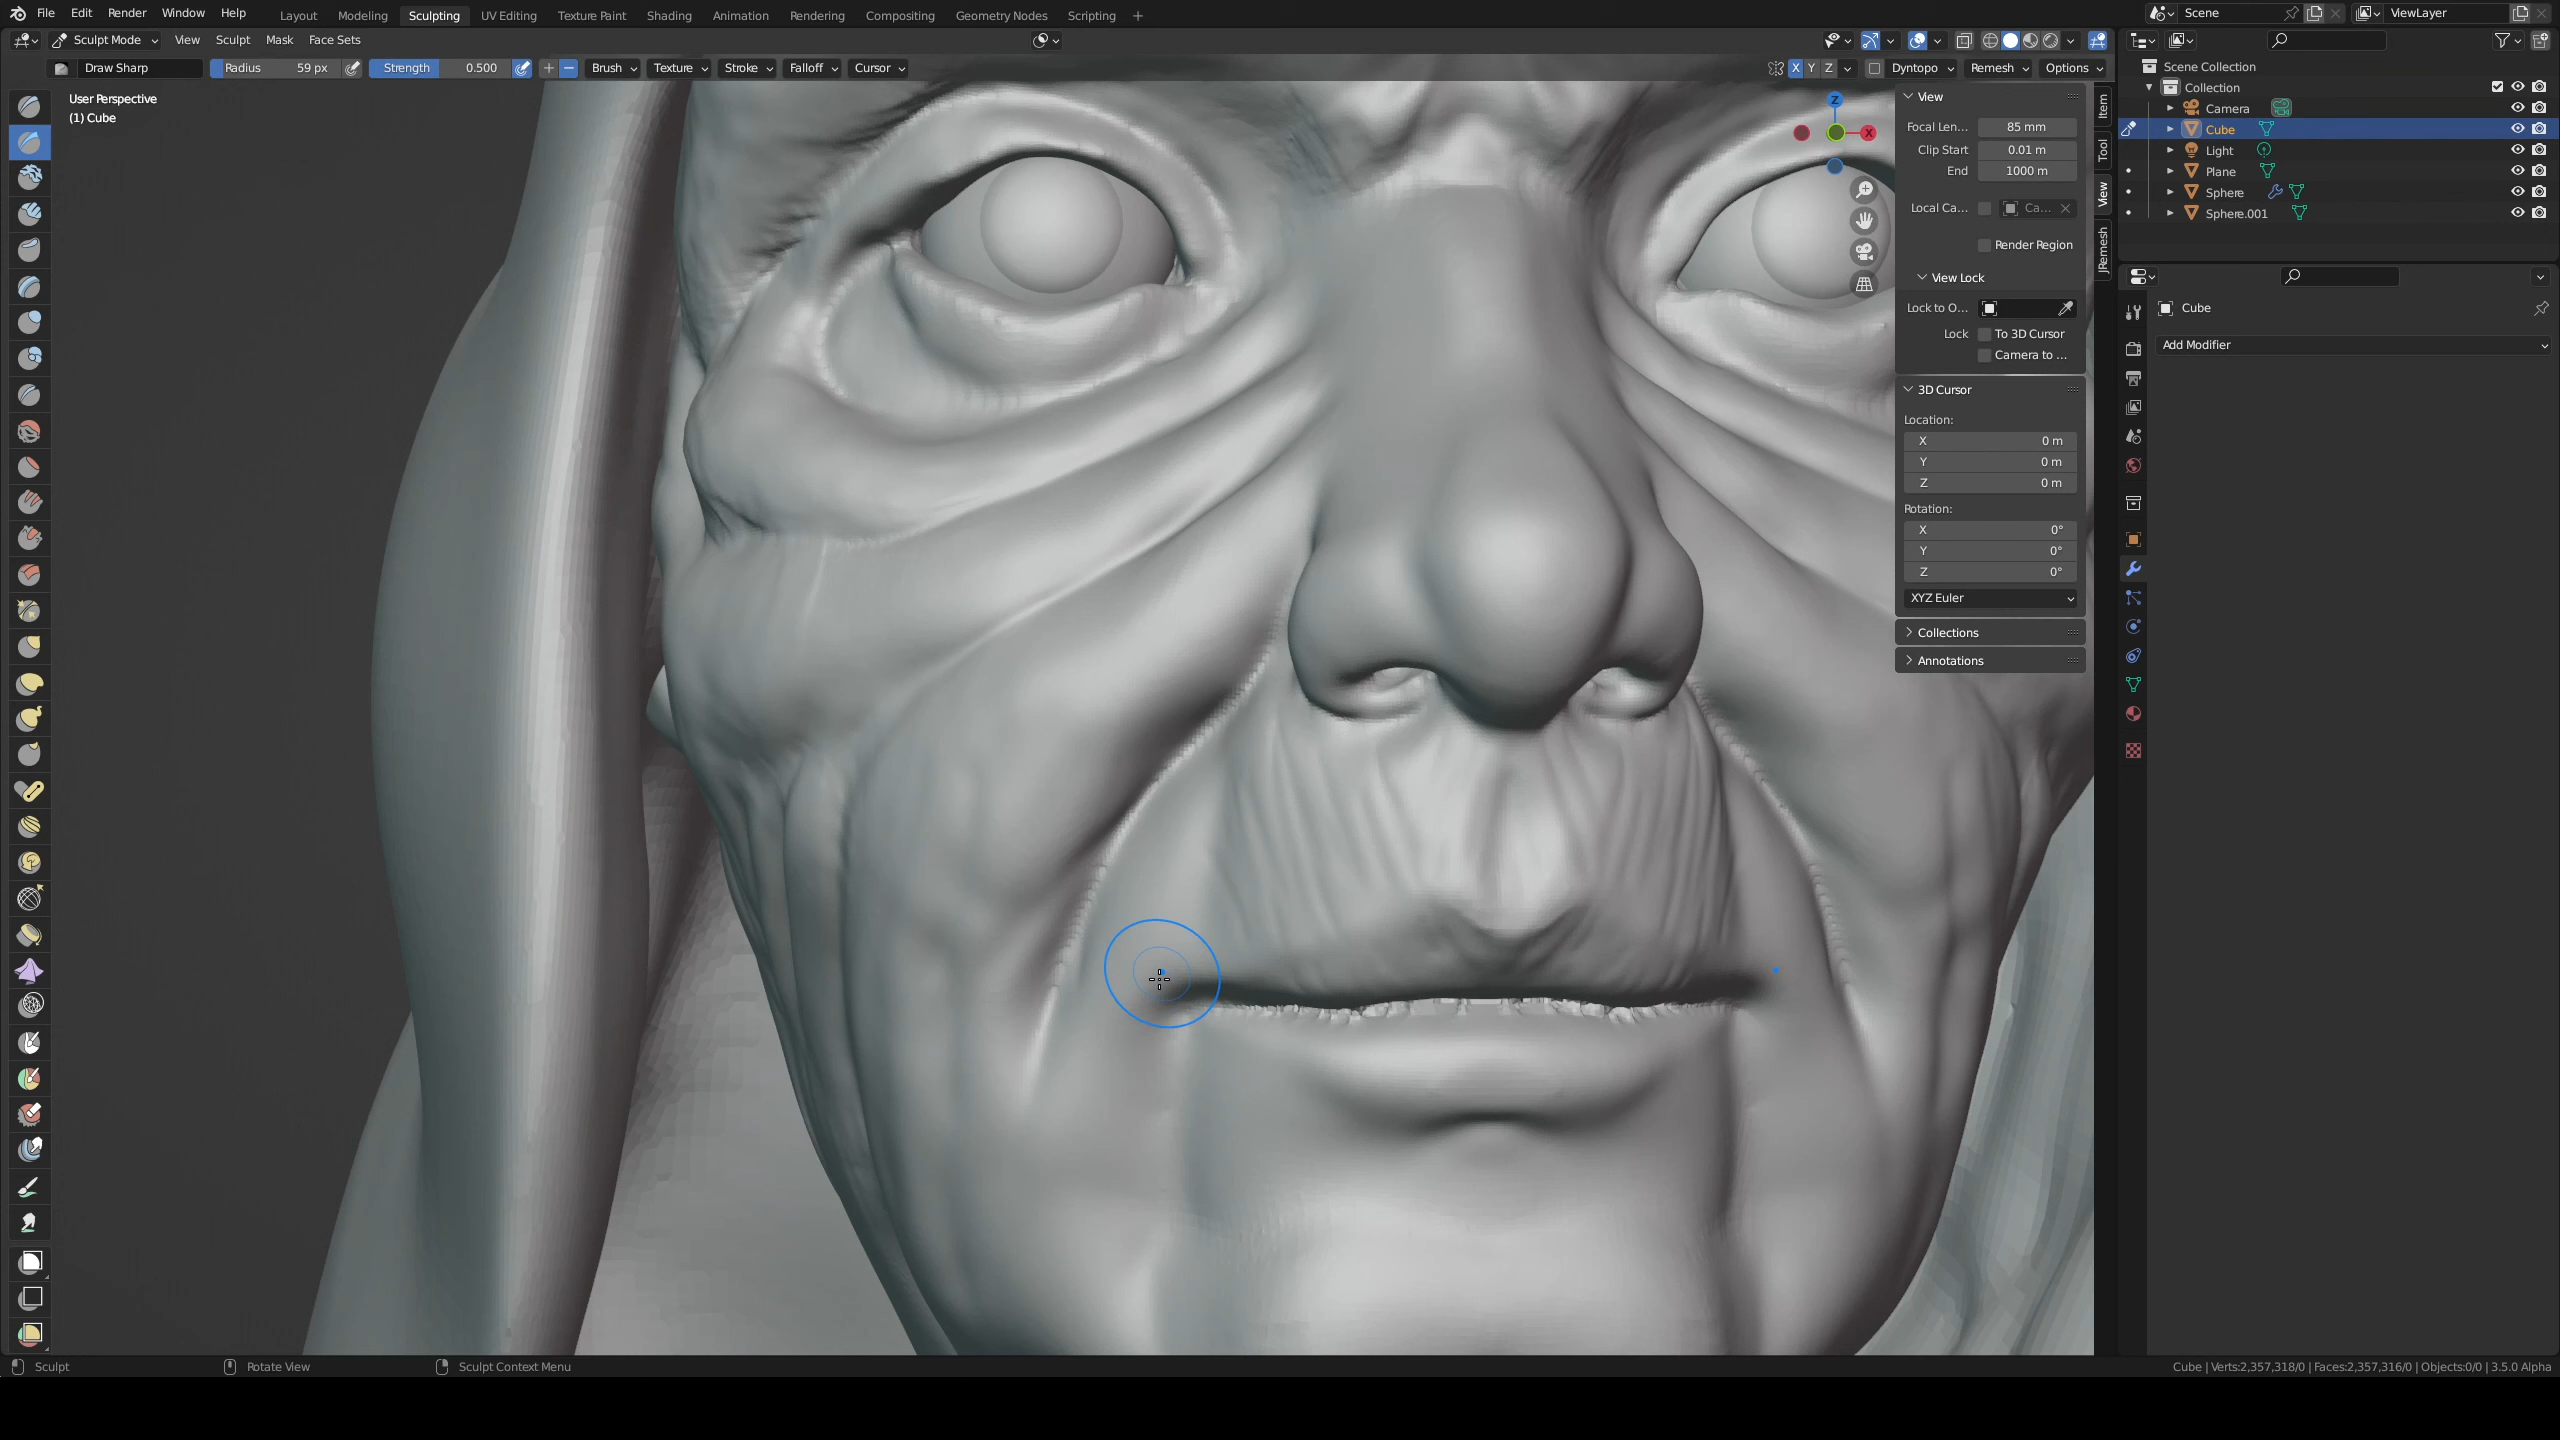 File Edit Render Window Help Layout Modeling Sculpting UV Editing Texture Paint Shading Animation Rendering Compositing Geometry Nodes Scripting + Scene ViewLayer
Sculpt Mode View Sculpt Mask Face Sets
Draw Sharp Radius 59 px Strength 0.500 Brush Texture Stroke Falloff Cursor X Y Z Dyntopo Remesh Options
User Perspective
(1) Cube
Z
X
View
Focal Len... 85 mm
Clip Start 0.01 m
End 1000 m
Local Ca... Ca...
Render Region
View Lock
Lock to O...
Lock To 3D Cursor
Camera to ...
3D Cursor
Location:
X 0 m
Y 0 m
Z 0 m
Rotation:
X 0°
Y 0°
Z 0°
XYZ Euler
Collections
Annotations
Item
Tool
View
JRemesh
Scene Collection
Collection
Camera
Cube
Light
Plane
Sphere
Sphere.001
Cube
Add Modifier
Sculpt Rotate View Sculpt Context Menu Cube | Verts:2,357,318/0 | Faces:2,357,316/0 | Objects:0/0 | 3.5.0 Alpha